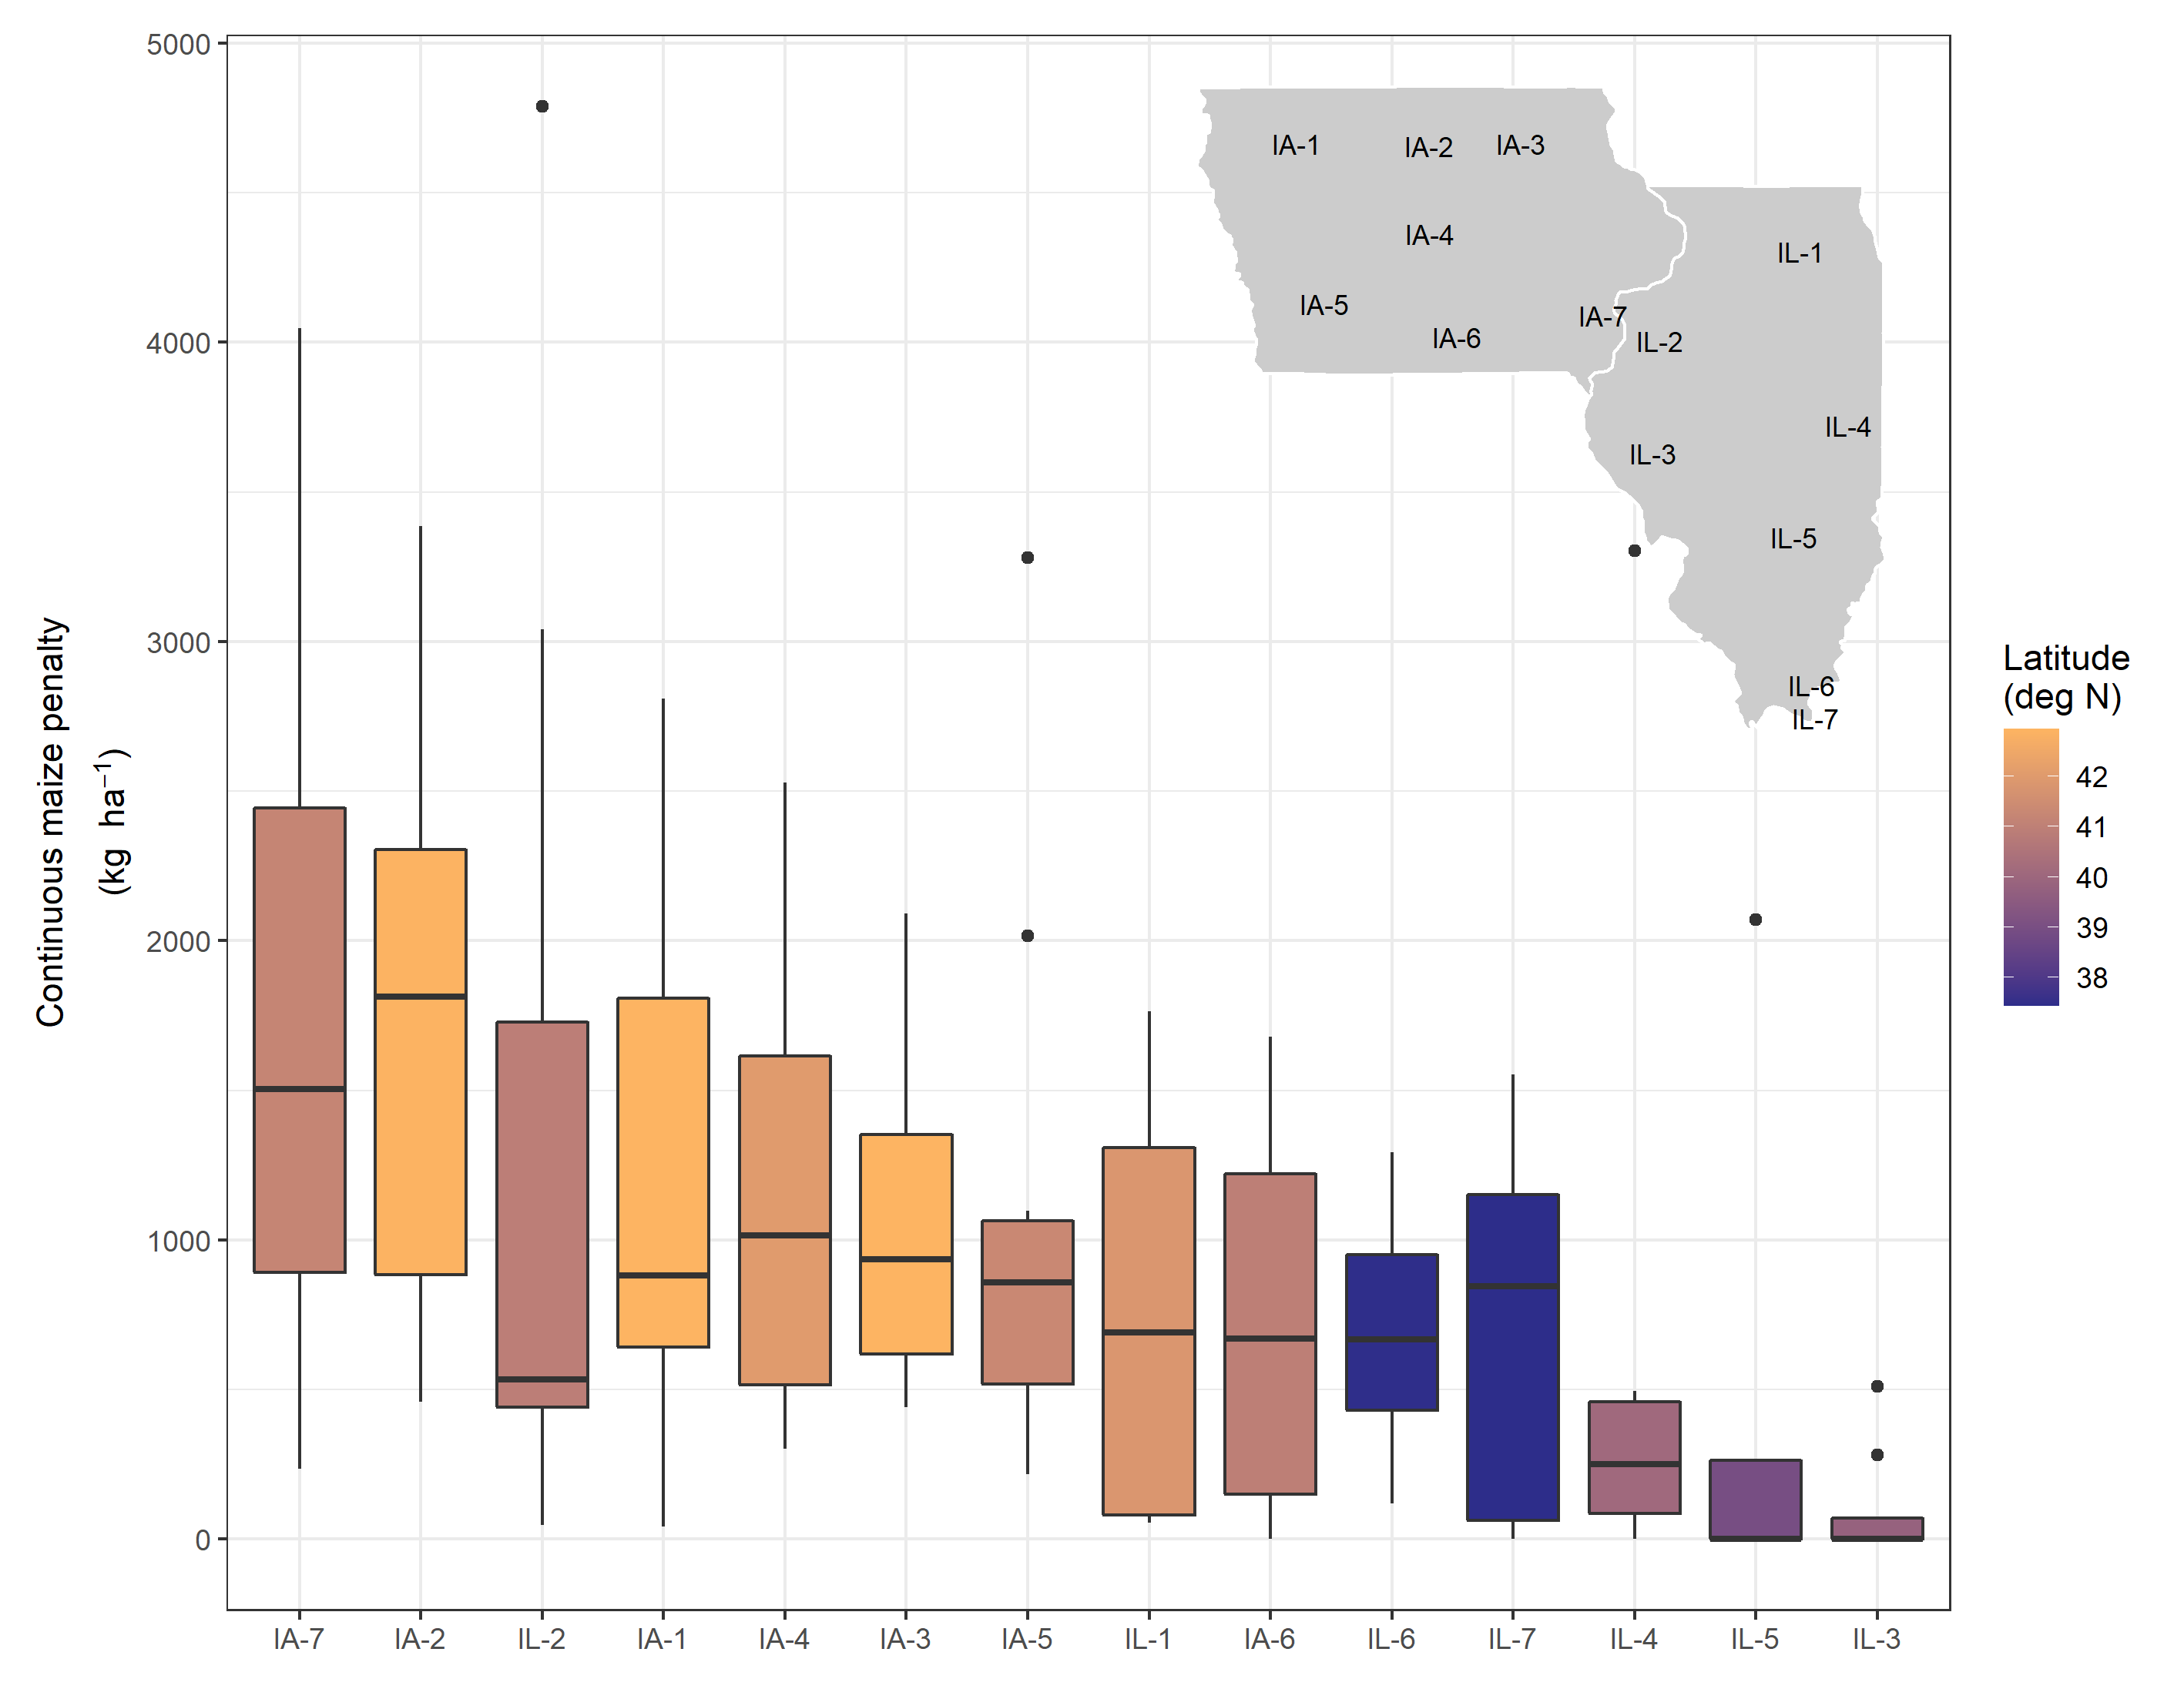 5000
4000
3000
2000
1000
0
Continuous maize penalty
(kg ha⁻¹)
IA-1
IA-2
IA-3
IA-4
IL-1
IA-5
IA-7
IA-6
IL-2
IL-4
IL-3
IL-5
IL-6
IL-7
Latitude
(deg N)
42
41
40
39
38
IA-7 IA-2 IL-2 IA-1 IA-4 IA-3 IA-5 IL-1 IA-6 IL-6 IL-7 IL-4 IL-5 IL-3